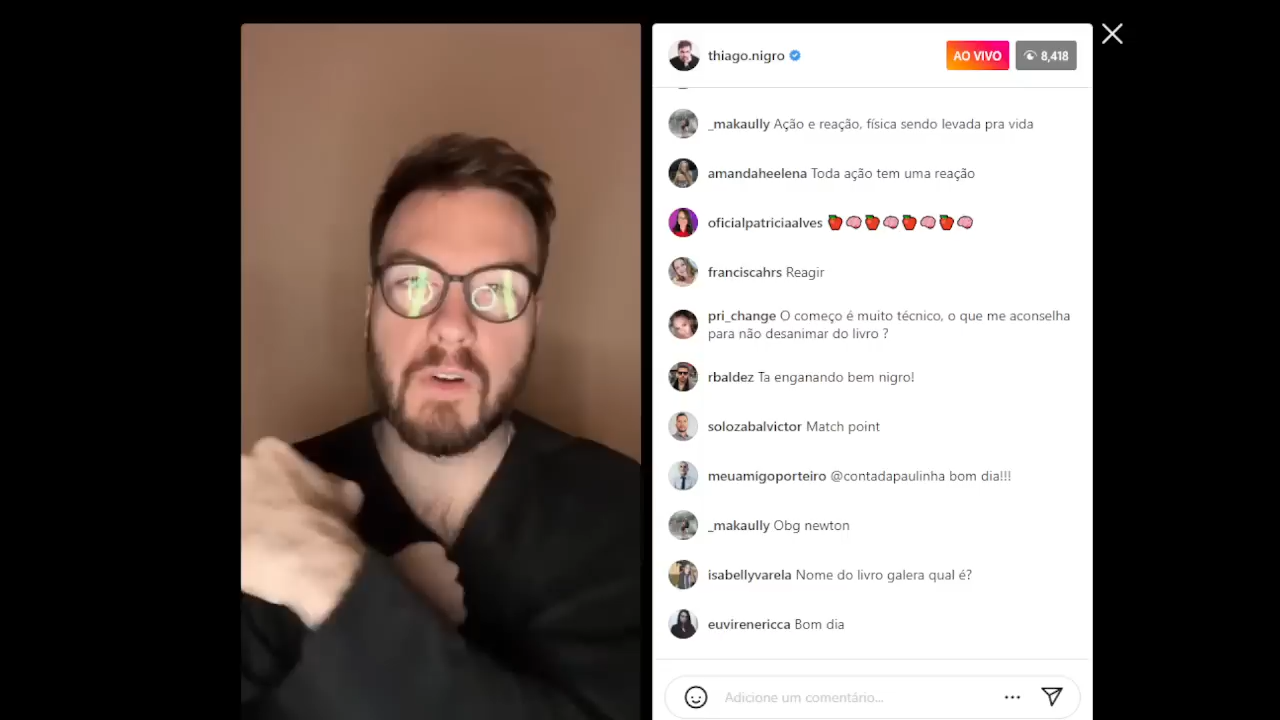 thiago.nigro
AO VIVO
8,418
_makaully Ação e reação, física sendo levada pra vida
amandaheelena Toda ação tem uma reação
oficialpatriciaalves 🍎🧠🍎🧠🍎🧠🍎🧠
franciscahrs Reagir
pri_change O começo é muito técnico, o que me aconselha
para não desanimar do livro ?
rbaldez Ta enganando bem nigro!
solozabalvictor Match point
meuamigoporteiro @contadapaulinha bom dia!!!
_makaully Obg newton
isabellyvarela Nome do livro galera qual é?
euvirenericca Bom dia
Adicione um comentário...